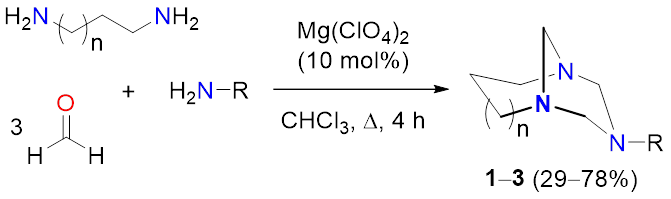 H2N
NH2
n
3
O
H
H
+
H2N–R
Mg(ClO4)2
(10 mol%)
CHCl3, Δ, 4 h
N
N
n
N–R
1–3 (29–78%)